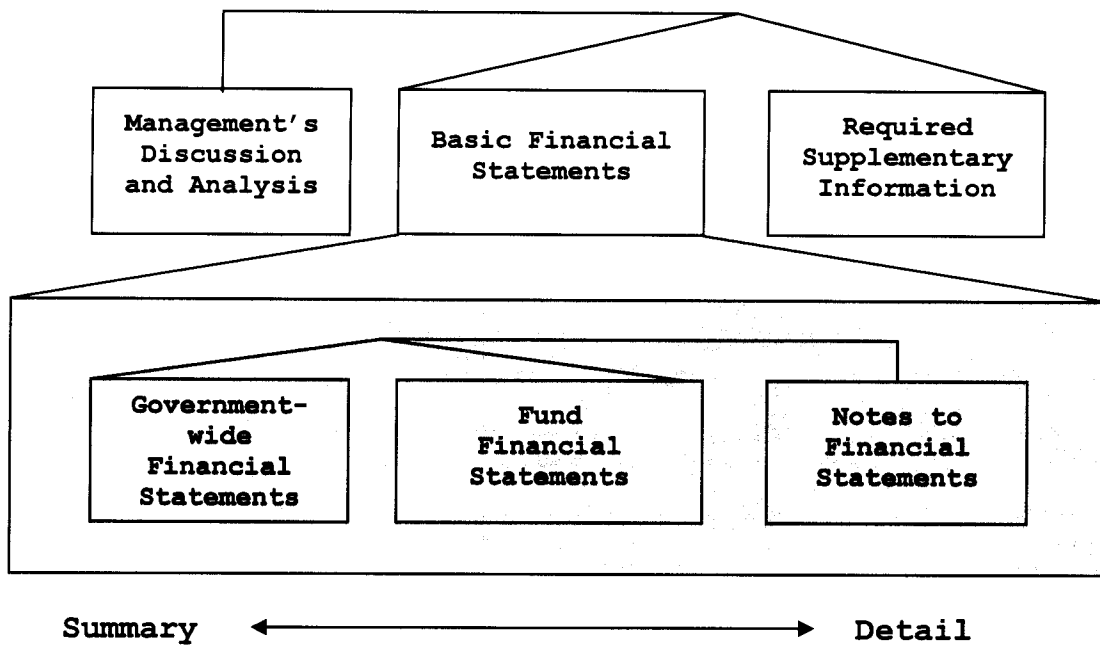 Management's
Discussion
and Analysis
Basic Financial
Statements
Required
Supplementary
Information
Government-
wide
Financial
Statements
Fund
Financial
Statements
Notes to
Financial
Statements
Summary
Detail